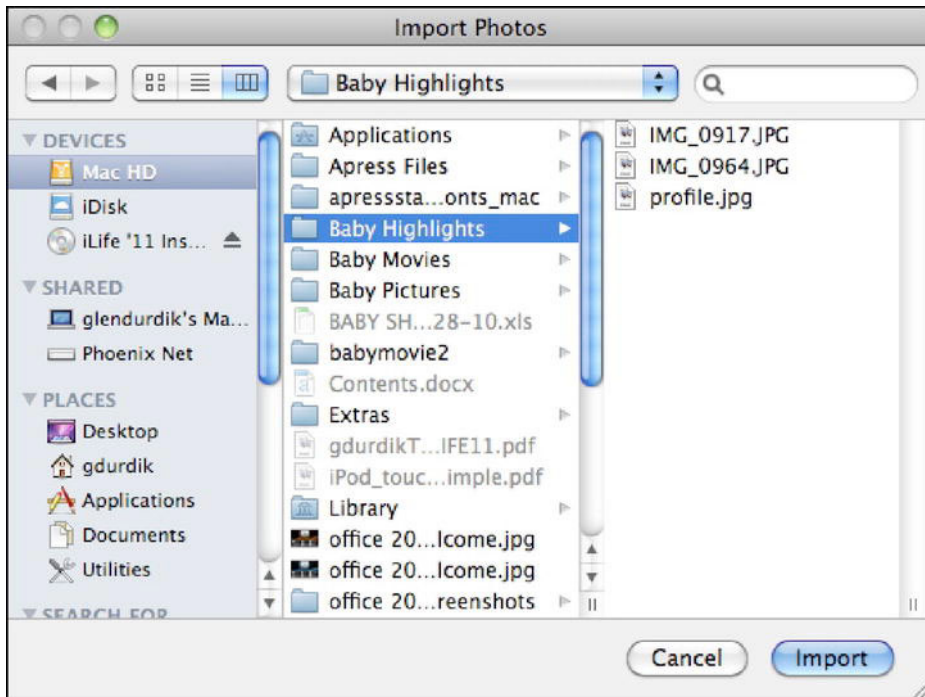 Import Photos
Baby Highlights
DEVICES
Mac HD
iDisk
iLife '11 Ins...
SHARED
glendurdik's Ma...
Phoenix Net
PLACES
Desktop
gdurdik
Applications
Documents
Utilities
SEARCH FOR
Applications
Apress Files
apresssta...onts_mac
Baby Highlights
Baby Movies
Baby Pictures
BABY SH...28-10.xls
babymovie2
Contents.docx
Extras
gdurdikT...IFE11.pdf
iPod_touc...imple.pdf
Library
office 20...lcome.jpg
office 20...lcome.jpg
office 20...reenshots
IMG_0917.JPG
IMG_0964.JPG
profile.jpg
Cancel
Import